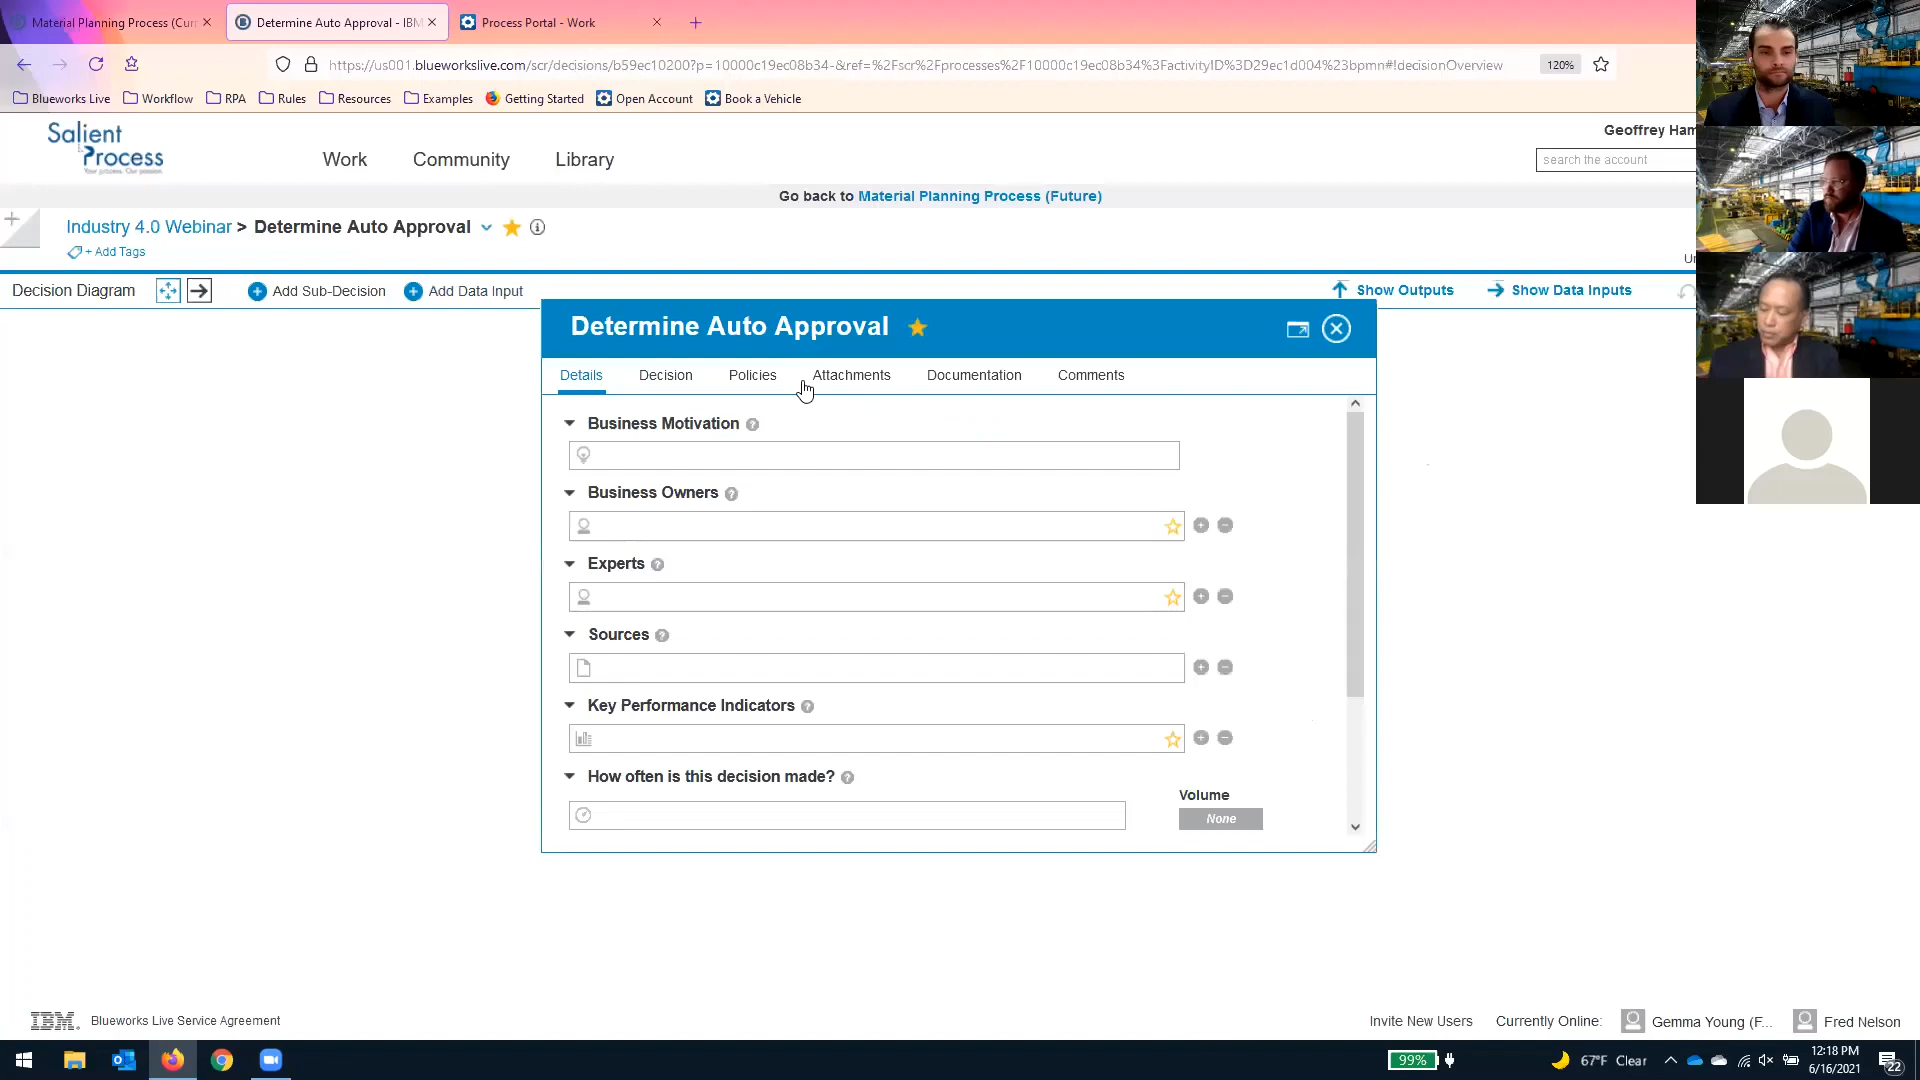 Material Planning Process (Curr
Determine Auto Approval - IBM
Process Portal - Work
https://us001.blueworkslive.com/scr/decisions/b59ec10200?p=10000c19ec08b34-&ref=%2Fscr%2Fprocesses%2F10000c19ec08b34%3FactivityID%3D29ec1d004%23bpmn#!decisionOverview
120%
Blueworks Live
Workflow
RPA
Rules
Resources
Examples
Getting Started
Open Account
Book a Vehicle
Salient
Process
Your process. Our passion.
Work
Community
Library
Geoffrey Ham
search the account
Go back to Material Planning Process (Future)
Industry 4.0 Webinar > Determine Auto Approval
+ Add Tags
Un
Decision Diagram
Add Sub-Decision
Add Data Input
Show Outputs
Show Data Inputs
Determine Auto Approval
Details
Decision
Policies
Attachments
Documentation
Comments
Business Motivation
Business Owners
Experts
Sources
Key Performance Indicators
How often is this decision made?
Volume
None
IBM.
Blueworks Live Service Agreement
Invite New Users
Currently Online:
Gemma Young (F...
Fred Nelson
99%
67°F Clear
12:18 PM
6/16/2021
22